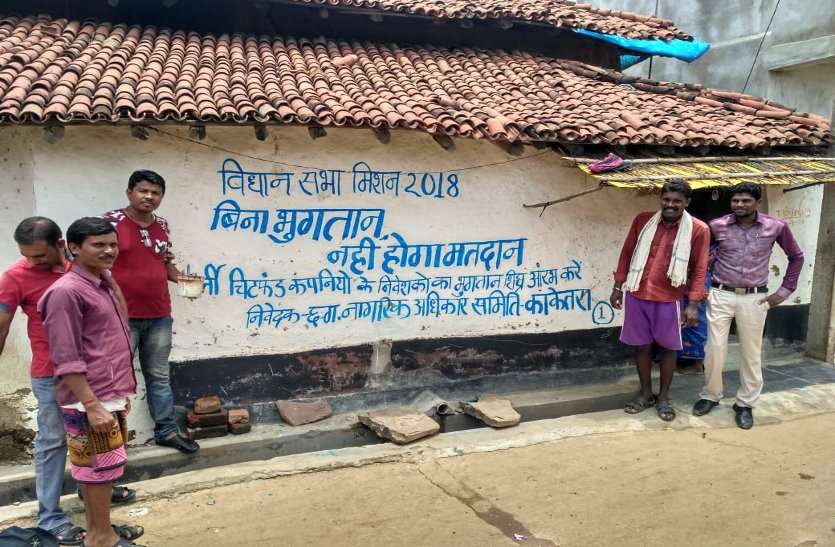 विधान सभा मिशन 2018
बिना भुगतान,
नहीं होगा मतदान
चिटफंड कंपनियो के निवेशको का भुगतान शीघ्र आरंभ करें
निवेदक-छ.ग. नागरिक अधिकार समिति-कांकेर
1